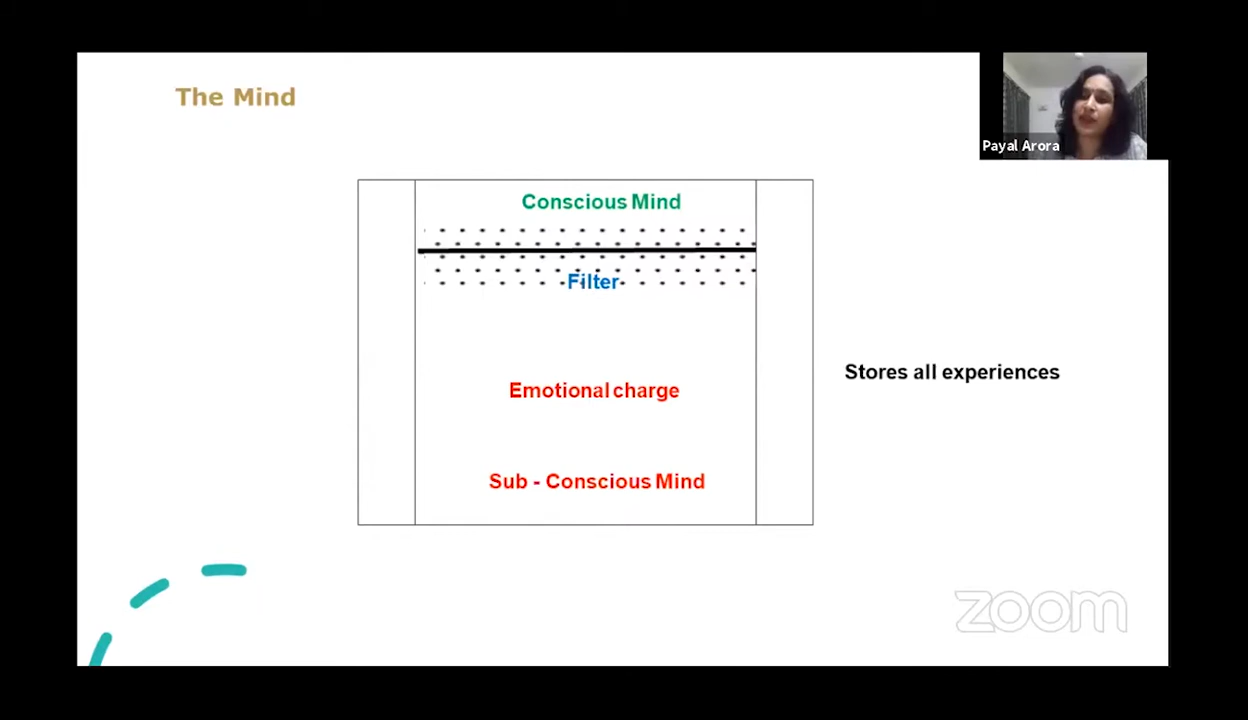 The Mind
Payal Arora
Conscious Mind
Filter
Stores all experiences
Emotional charge
Sub - Conscious Mind
zoom